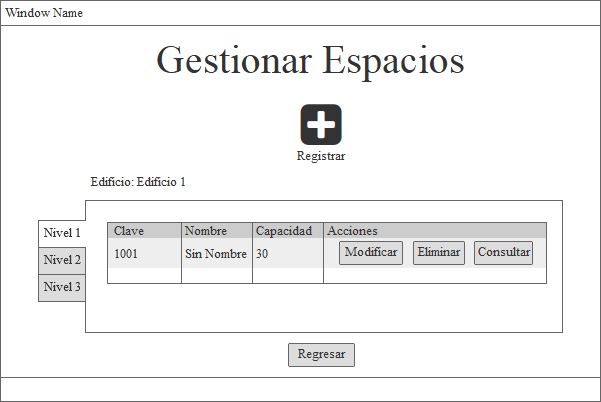 Window Name
Gestionar Espacios
Registrar
Edificio: Edificio 1
Nivel 1
Nivel 2
Nivel 3
Clave Nombre Capacidad Acciones
1001 Sin Nombre 30 Modificar Eliminar Consultar
Regresar